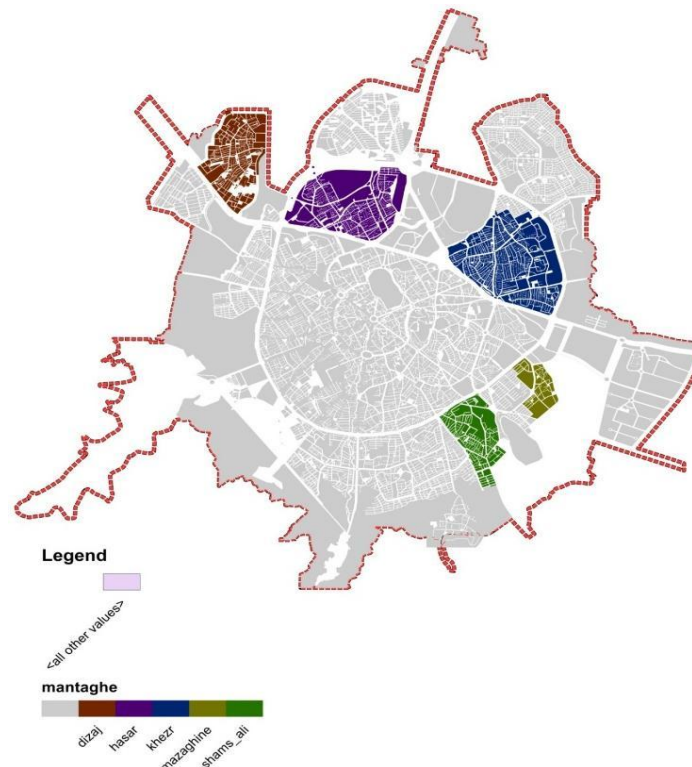 Legend
<all other values>
mantaghe
dizaj
hasar
khezr
mazaghine
shams_ali